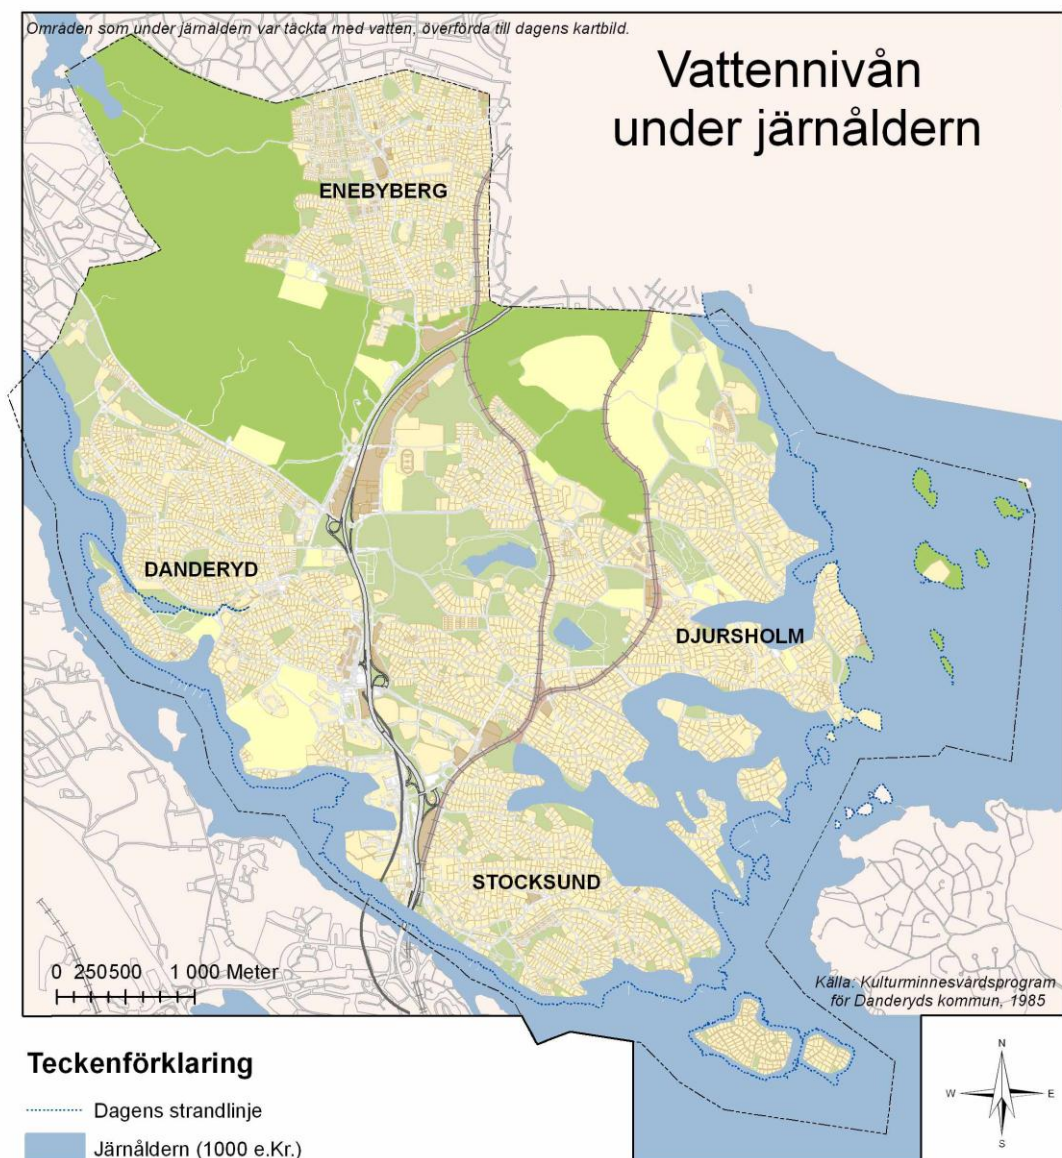 Områden som under järnåldern var täckta med vatten, överförda till dagens kartbild.
Vattennivån
under järnåldern
ENEBYBERG
DANDERYD
DJURSHOLM
STOCKSUND
0 250500 1 000 Meter
Källa: Kulturminnesvårdsprogram
för Danderyds kommun, 1985
Teckenförklaring
Dagens strandlinje
Järnåldern (1000 e.Kr.)
N
W E
S